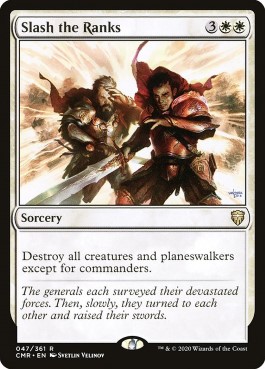 Slash the Ranks 3
Sorcery
Destroy all creatures and planeswalkers
except for commanders.
The generals each surveyed their devastated
forces. Then, slowly, they turned to each
other and raised their swords.
047/361 R
CMR • EN SVETLIN VELINOV ™ & © 2020 Wizards of the Coast